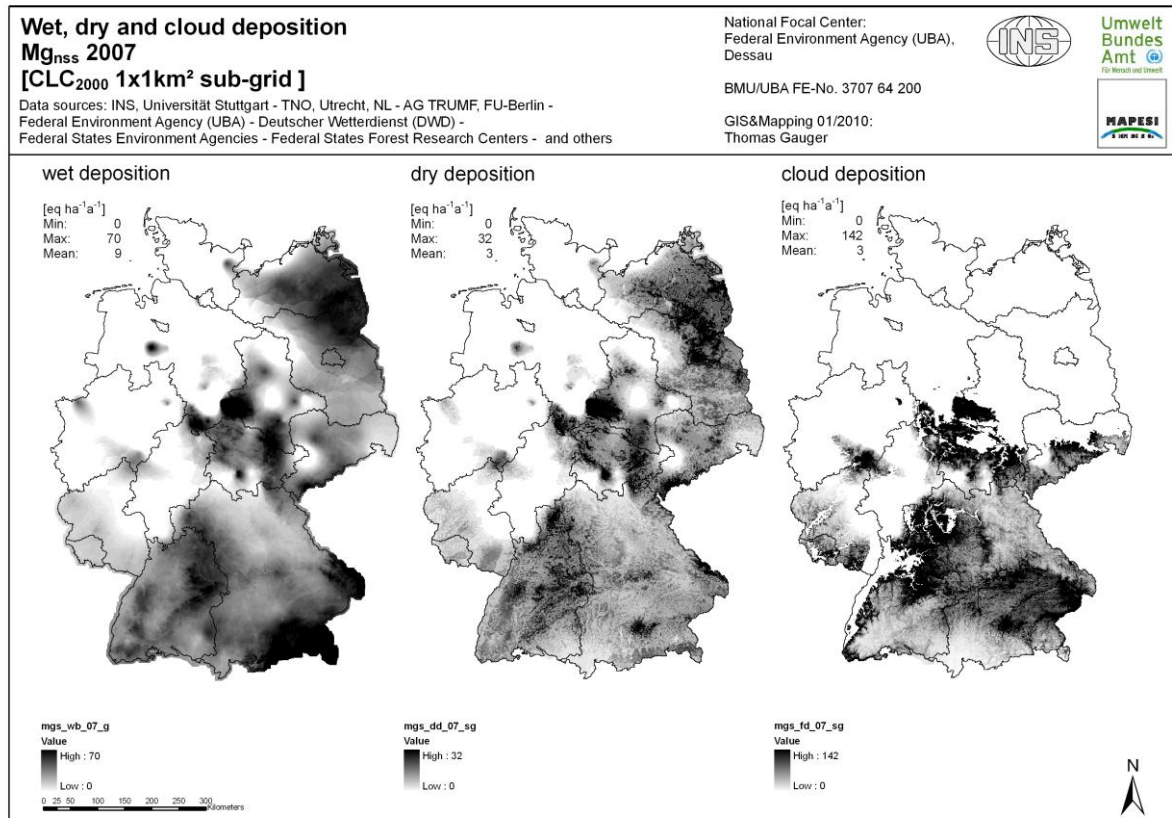 Wet, dry and cloud deposition
Mgnss 2007
[CLC2000 1x1km² sub-grid ]
Data sources: INS, Universität Stuttgart - TNO, Utrecht, NL - AG TRUMF, FU-Berlin -
Federal Environment Agency (UBA) - Deutscher Wetterdienst (DWD) -
Federal States Environment Agencies - Federal States Forest Research Centers - and others
National Focal Center:
Federal Environment Agency (UBA),
Dessau
BMU/UBA FE-No. 3707 64 200
GIS&Mapping 01/2010:
Thomas Gauger
INS
Umwelt
Bundes
Amt
Für Mensch und Umwelt
MAPESI
wet deposition
[eq ha-1a-1]
Min: 0
Max: 70
Mean: 9
dry deposition
[eq ha-1a-1]
Min: 0
Max: 32
Mean: 3
cloud deposition
[eq ha-1a-1]
Min: 0
Max: 142
Mean: 3
mgs_wb_07_g
Value
High : 70
Low : 0
0 25 50 100 150 200 250 300
Kilometers
mgs_dd_07_sg
Value
High : 32
Low : 0
mgs_fd_07_sg
Value
High : 142
Low : 0
N